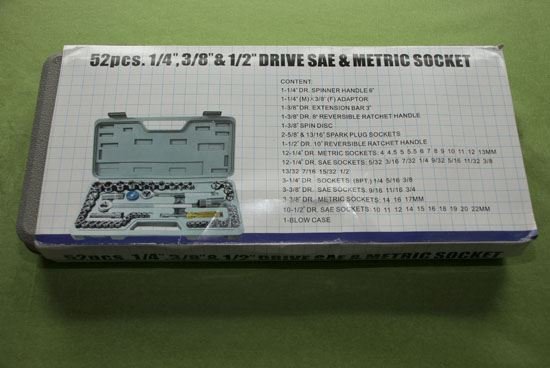 52pcs. 1/4",3/8"& 1/2" DRIVE SAE & METRIC SOCKET
CONTENT:
1-1/4" DR. SPINNER HANDLE 6"
1-1/4" (M)×3/8" (F) ADAPTOR
1-3/8" DR. EXTENSION BAR 3"
1-3/8" DR. 8" REVERSIBLE RATCHET HANDLE
1-3/8" SPIN DISC
2-5/8" & 13/16" SPARK PLUG SOCKETS
1-1/2" DR. 10" REVERSIBLE RATCHET HANDLE
12-1/4" DR. METRIC SOCKETS: 4 4.5 5 5.5 6 7 8 9 10 11 12 13MM
12-1/4" DR. SAE SOCKETS: 5/32 3/16 7/32 1/4 9/32 5/16 11/32 3/8
13/32 7/16 15/32 1/2
3-1/4" DR. SOCKETS (8PT.) 1/4 5/16 3/8
3-3/8" DR. SAE SOCKETS: 9/16 11/16 3/4
3-3/8" DR. METRIC SOCKETS: 14 16 17MM
10-1/2" DR. SAE SOCKETS: 10 11 12 14 15 16 18 19 20 22MM
1-BLOW CASE
52pcs. 1/4",3/8"& 1/2" DRIVE SAE & METRIC SOCKET